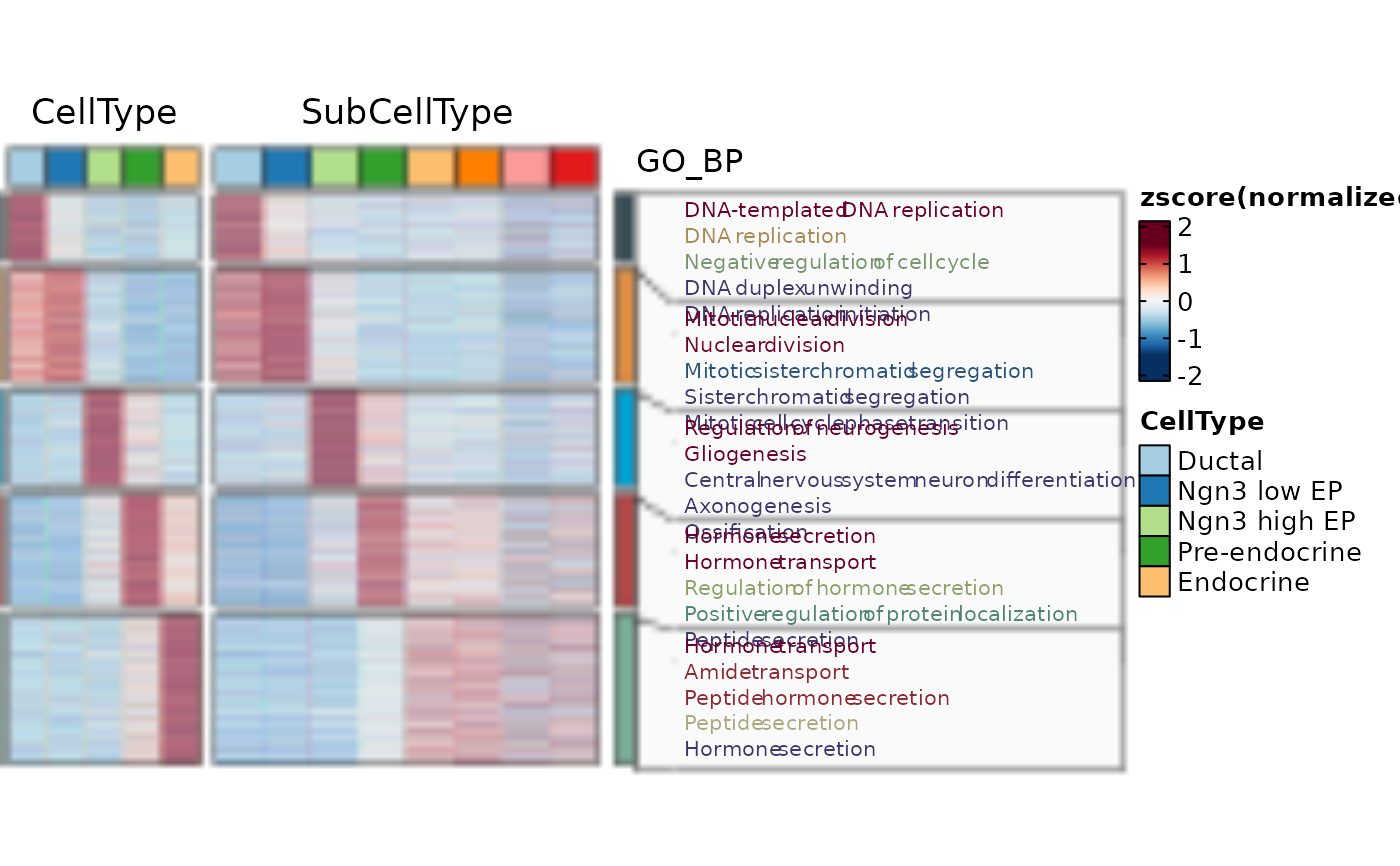 CellType
SubCellType
GO_BP
DNA-templated DNA replication
DNA replication
Negative regulation of cell cycle
DNA duplex unwinding
DNA replication initiation
Mitotic nuclear division
Nuclear division
Mitotic sister chromatid segregation
Sister chromatid segregation
Mitotic cell cycle phase transition
Regulation of neurogenesis
Gliogenesis
Central nervous system neuron differentiation
Axonogenesis
Ossification
Hormone secretion
Hormone transport
Regulation of hormone secretion
Positive regulation of protein localization
Peptide secretion
Hormone transport
Amide transport
Peptide hormone secretion
Peptide secretion
Hormone secretion
zscore(normalize
2
1
0
-1
-2
CellType
Ductal
Ngn3 low EP
Ngn3 high EP
Pre-endocrine
Endocrine